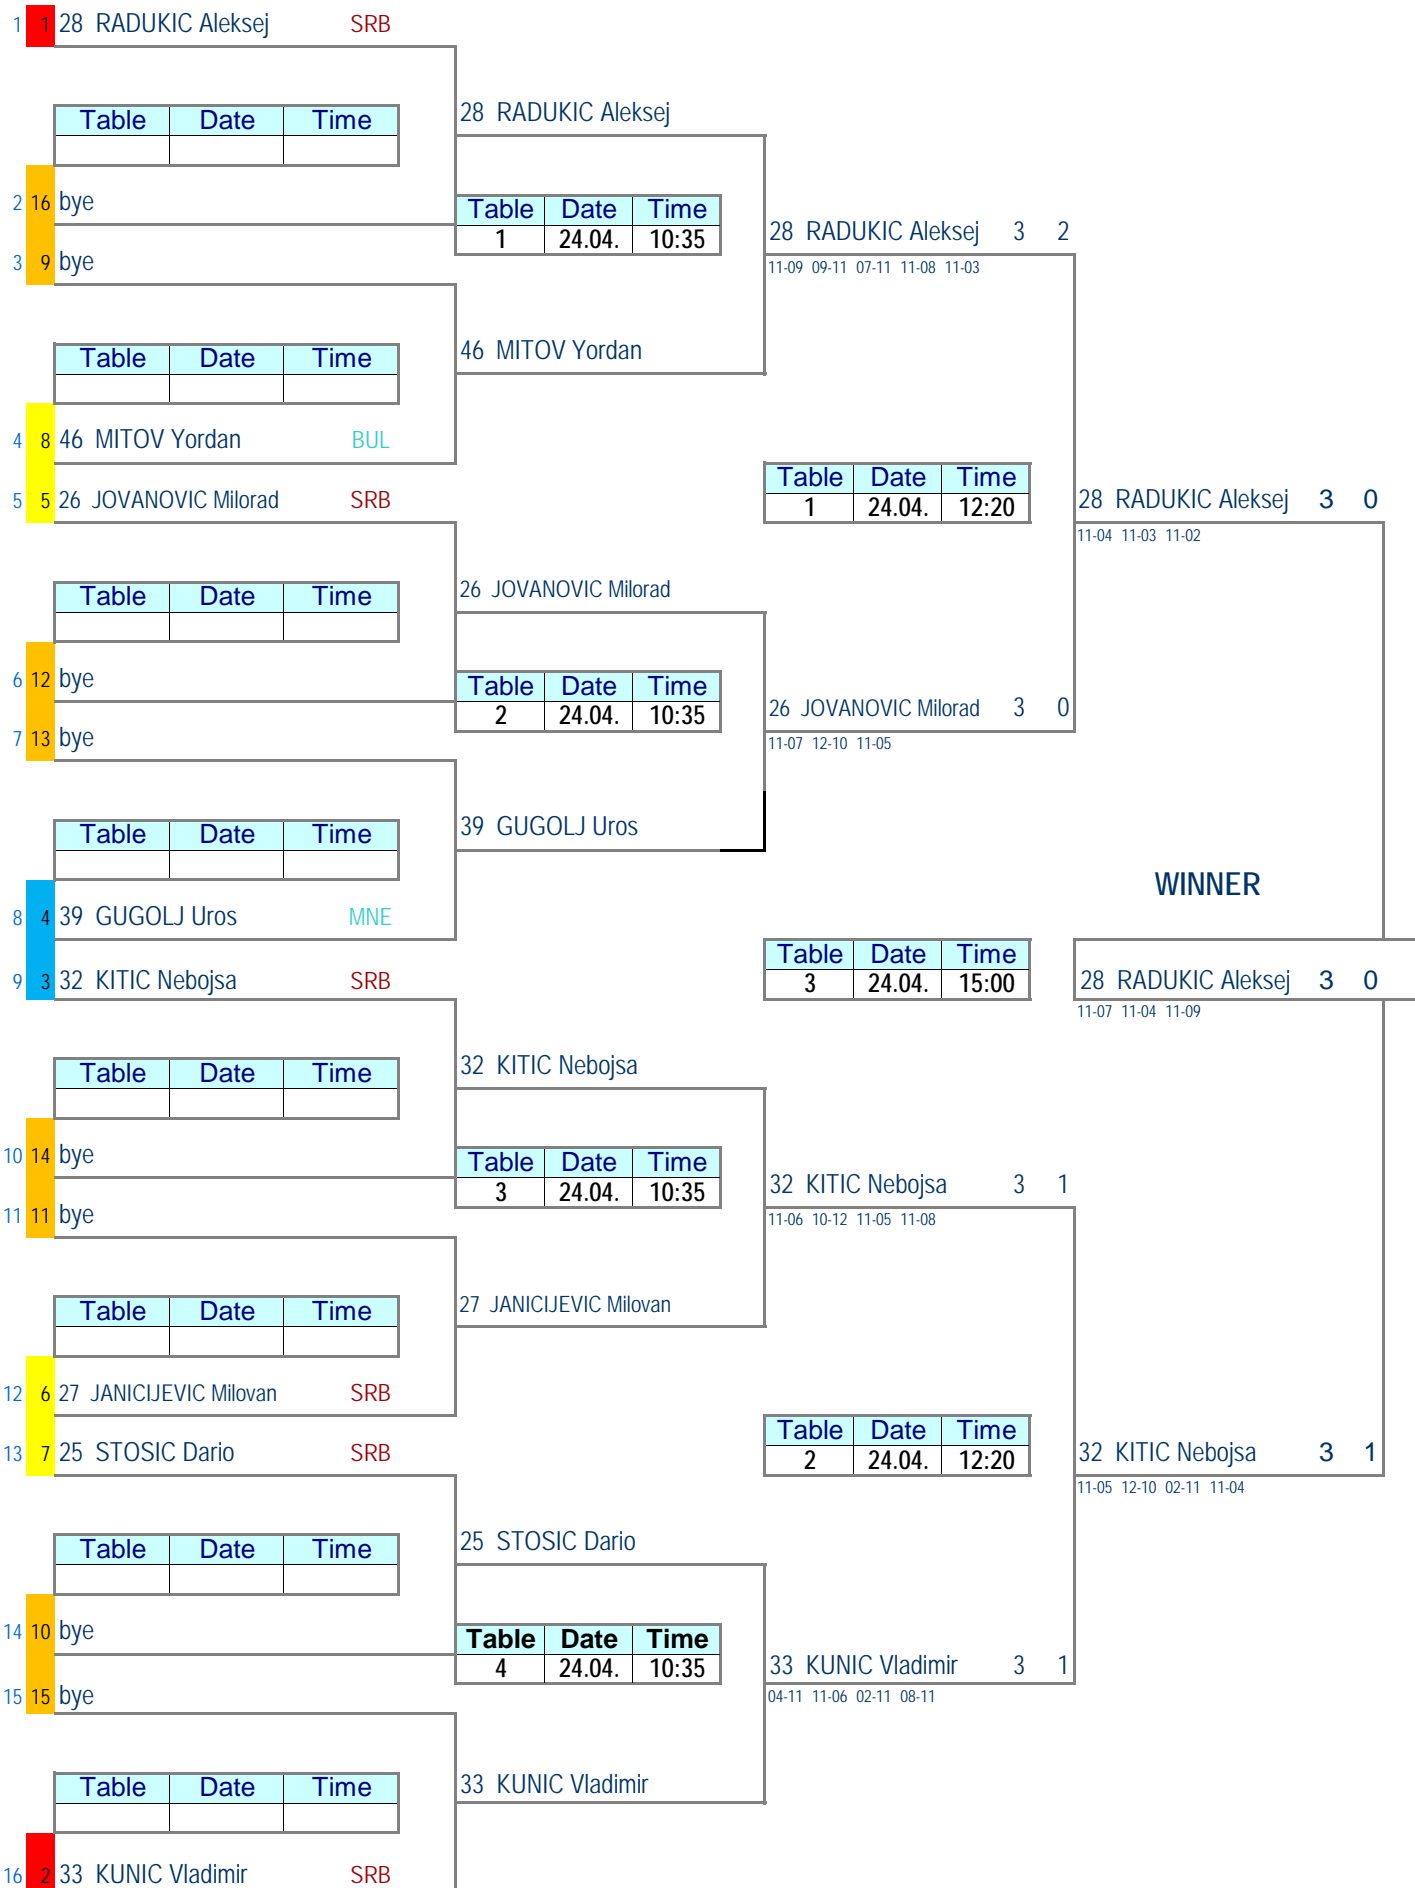 1 1 28 RADUKIC Aleksej SRB
28 RADUKIC Aleksej
Table Date Time
2 16 bye
Table Date Time
1 24.04. 10:35
28 RADUKIC Aleksej 3 2
3 9 bye
11-09 09-11 07-11 11-08 11-03
46 MITOV Yordan
Table Date Time
4 8 46 MITOV Yordan BUL
Table Date Time
1 24.04. 12:20
5 5 26 JOVANOVIC Milorad SRB
28 RADUKIC Aleksej 3 0
11-04 11-03 11-02
26 JOVANOVIC Milorad
Table Date Time
6 12 bye
Table Date Time
2 24.04. 10:35
26 JOVANOVIC Milorad 3 0
7 13 bye
11-07 12-10 11-05
39 GUGOLJ Uros
Table Date Time
WINNER
8 4 39 GUGOLJ Uros MNE
Table Date Time
3 24.04. 15:00
9 3 32 KITIC Nebojsa SRB
28 RADUKIC Aleksej 3 0
11-07 11-04 11-09
32 KITIC Nebojsa
Table Date Time
10 14 bye
Table Date Time
3 24.04. 10:35
32 KITIC Nebojsa 3 1
11 11 bye
11-06 10-12 11-05 11-08
27 JANICIJEVIC Milovan
Table Date Time
12 6 27 JANICIJEVIC Milovan SRB
Table Date Time
2 24.04. 12:20
13 7 25 STOSIC Dario SRB
32 KITIC Nebojsa 3 1
11-05 12-10 02-11 11-04
25 STOSIC Dario
Table Date Time
14 10 bye
Table Date Time
4 24.04. 10:35
33 KUNIC Vladimir 3 1
15 15 bye
04-11 11-06 02-11 08-11
33 KUNIC Vladimir
Table Date Time
16 2 33 KUNIC Vladimir SRB